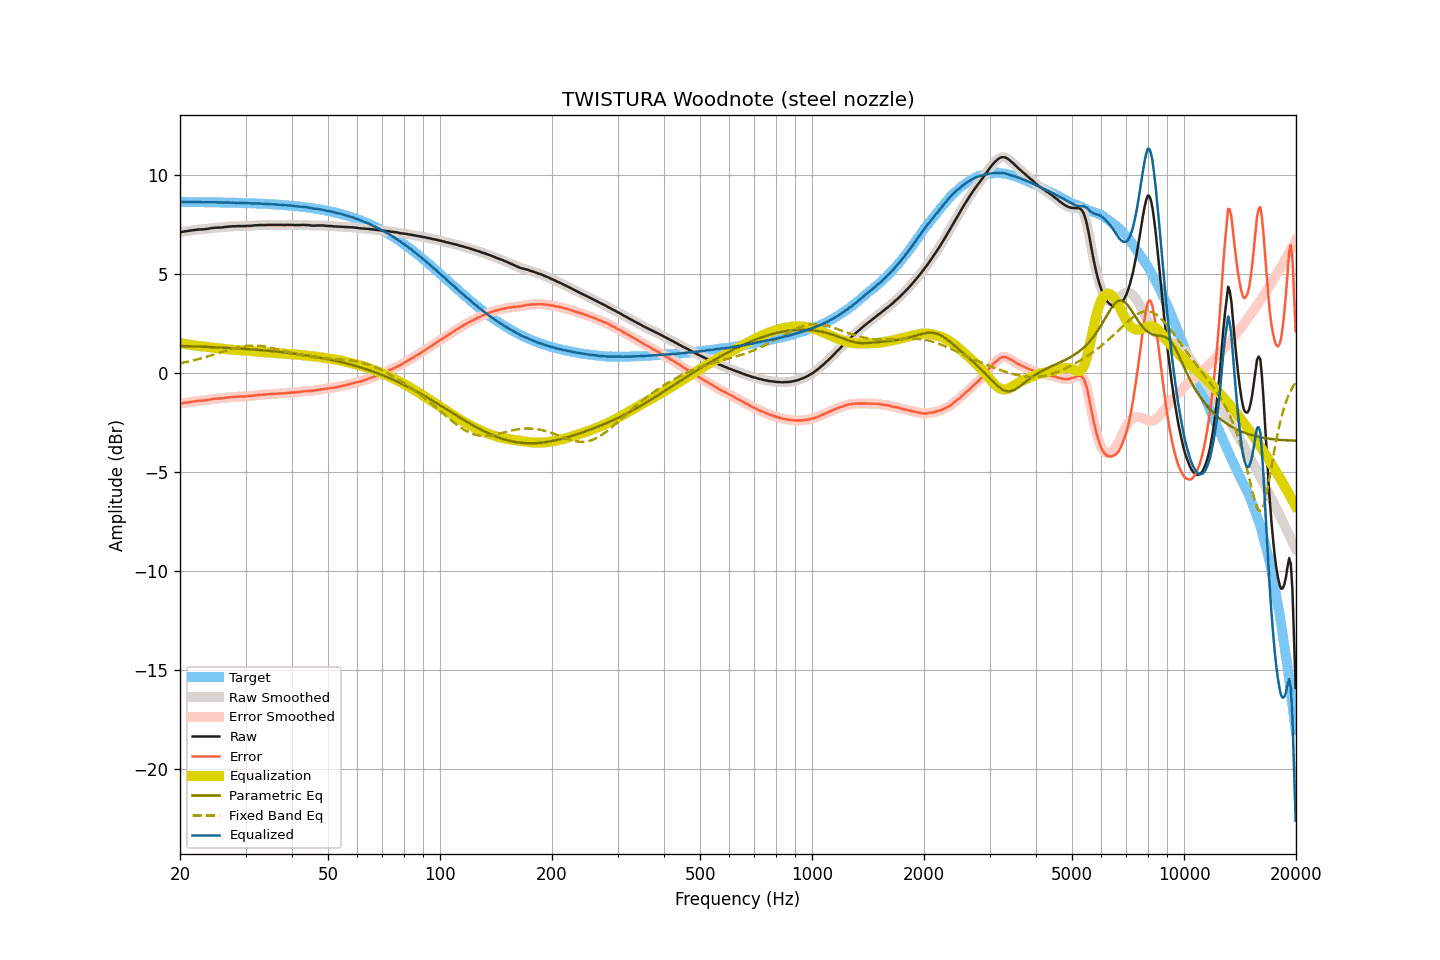 TWISTURA Woodnote (steel nozzle)
10
5
0
−5
−10
−15
−20
Amplitude (dBr)
Target
Raw Smoothed
Error Smoothed
Raw
Error
Equalization
Parametric Eq
Fixed Band Eq
Equalized
20 50 100 200 500 1000 2000 5000 10000 20000
Frequency (Hz)